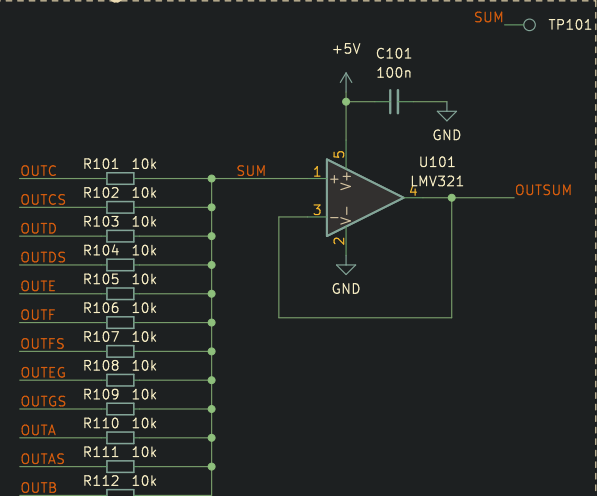 SUM TP101
+5V C101
100n
GND
5
U101
LMV321
OUTC R101 10k SUM 1 + V+ 4 OUTSUM
OUTCS R102 10k 3 - V-
OUTD R103 10k 2
OUTDS R104 10k GND
OUTE R105 10k
OUTF R106 10k
OUTFS R107 10k
OUTEG R108 10k
OUTGS R109 10k
OUTA R110 10k
OUTAS R111 10k
OUTB R112 10k